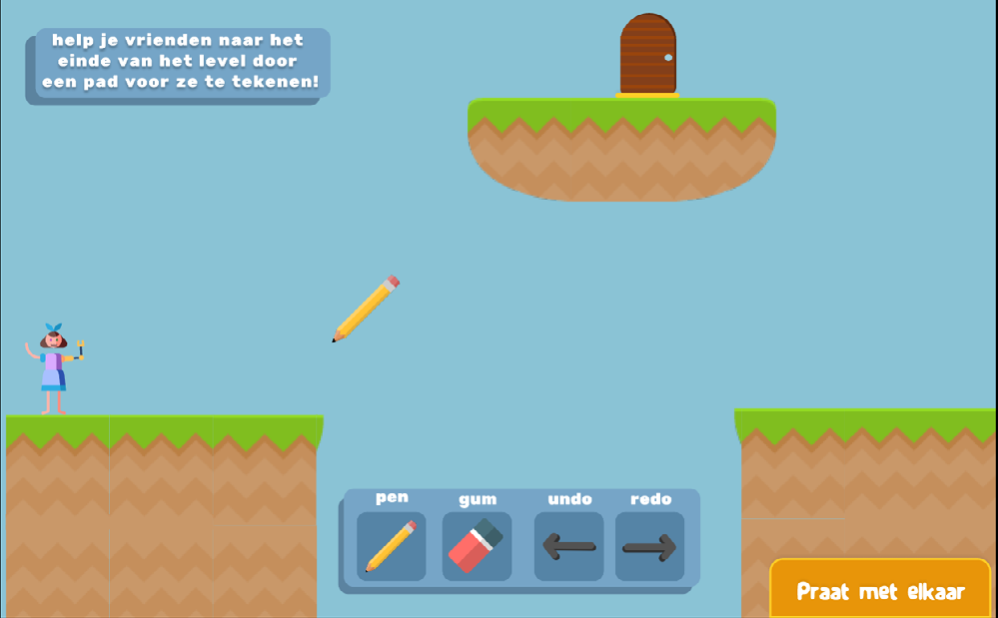 help je vrienden naar het
einde van het level door
een pad voor ze te tekenen!
pen
gum
undo
redo
Praat met elkaar